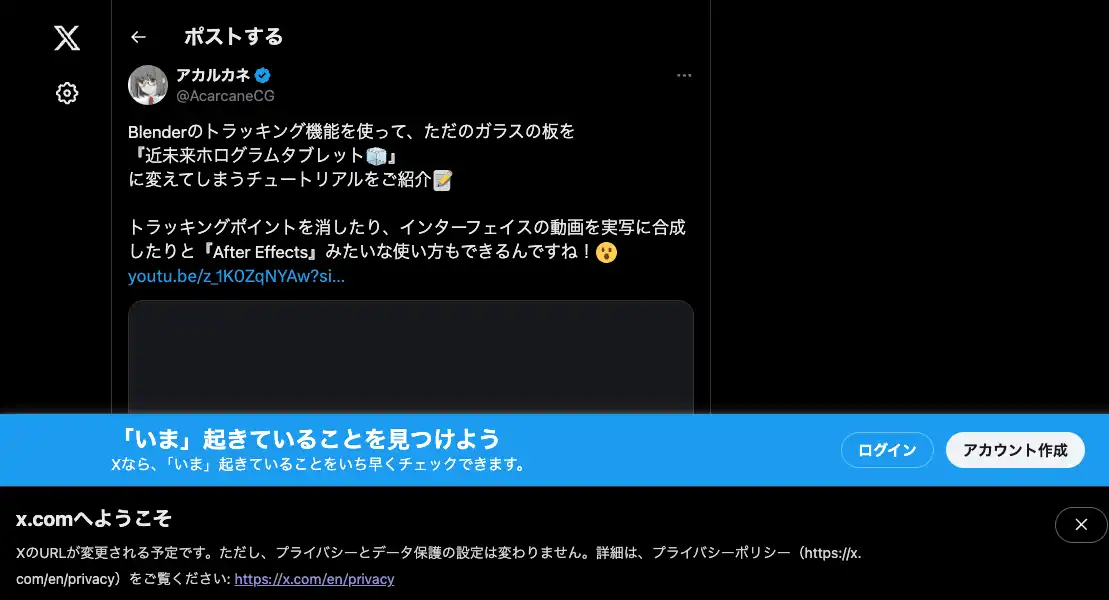 ポストする
アカルカネ
@AcarcaneCG
Blenderのトラッキング機能を使って、ただのガラスの板を
『近未来ホログラムタブレット🧊』
に変えてしまうチュートリアルをご紹介📝
トラッキングポイントを消したり、インターフェイスの動画を実写に合成
したりと『After Effects』みたいな使い方もできるんですね！😮
youtu.be/z_1K0ZqNYAw?si...
「いま」起きていることを見つけよう
Xなら、「いま」起きていることをいち早くチェックできます。
ログイン
アカウント作成
x.comへようこそ
XのURLが変更される予定です。ただし、プライバシーとデータ保護の設定は変わりません。詳細は、プライバシーポリシー（https://x.
com/en/privacy）をご覧ください: https://x.com/en/privacy